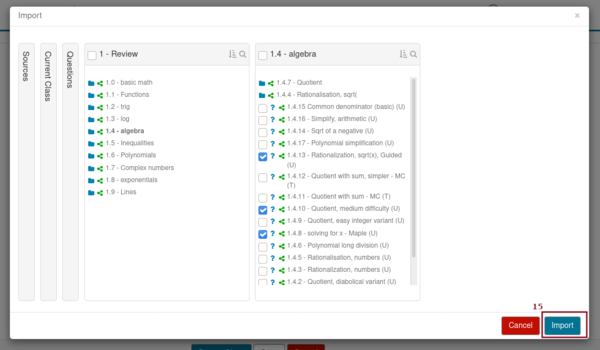 Import
×
Sources
Current Class
Questions
1 - Review
1.0 - basic math
1.1 - Functions
1.2 - trig
1.3 - log
1.4 - algebra
1.5 - Inequalities
1.6 - Polynomials
1.7 - Complex numbers
1.8 - exponentials
1.9 - Lines
1.4 - algebra
1.4.7 - Quotient
1.4.4 - Rationalisation, sqrt(
? 1.4.15 Common denominator (basic) (U)
? 1.4.16 - Simplify, arithmetic (U)
? 1.4.14 - Sqrt of a negative (U)
? 1.4.17 - Polynomial simplification (U)
? 1.4.13 - Rationalization, sqrt(x), Guided
(U)
? 1.4.12 - Quotient with sum, simpler - MC
(T)
? 1.4.11 - Quotient with sum - MC (T)
? 1.4.10 - Quotient, medium difficulty (U)
? 1.4.9 - Quotient, easy integer variant (U)
? 1.4.8 - solving for x - Maple (U)
? 1.4.6 - Polynomial long division (U)
? 1.4.5 - Rationalisation, numbers (U)
? 1.4.3 - Rationalization, numbers (U)
? 1.4.2 - Quotient, diabolical variant (U)
15
Cancel
Import